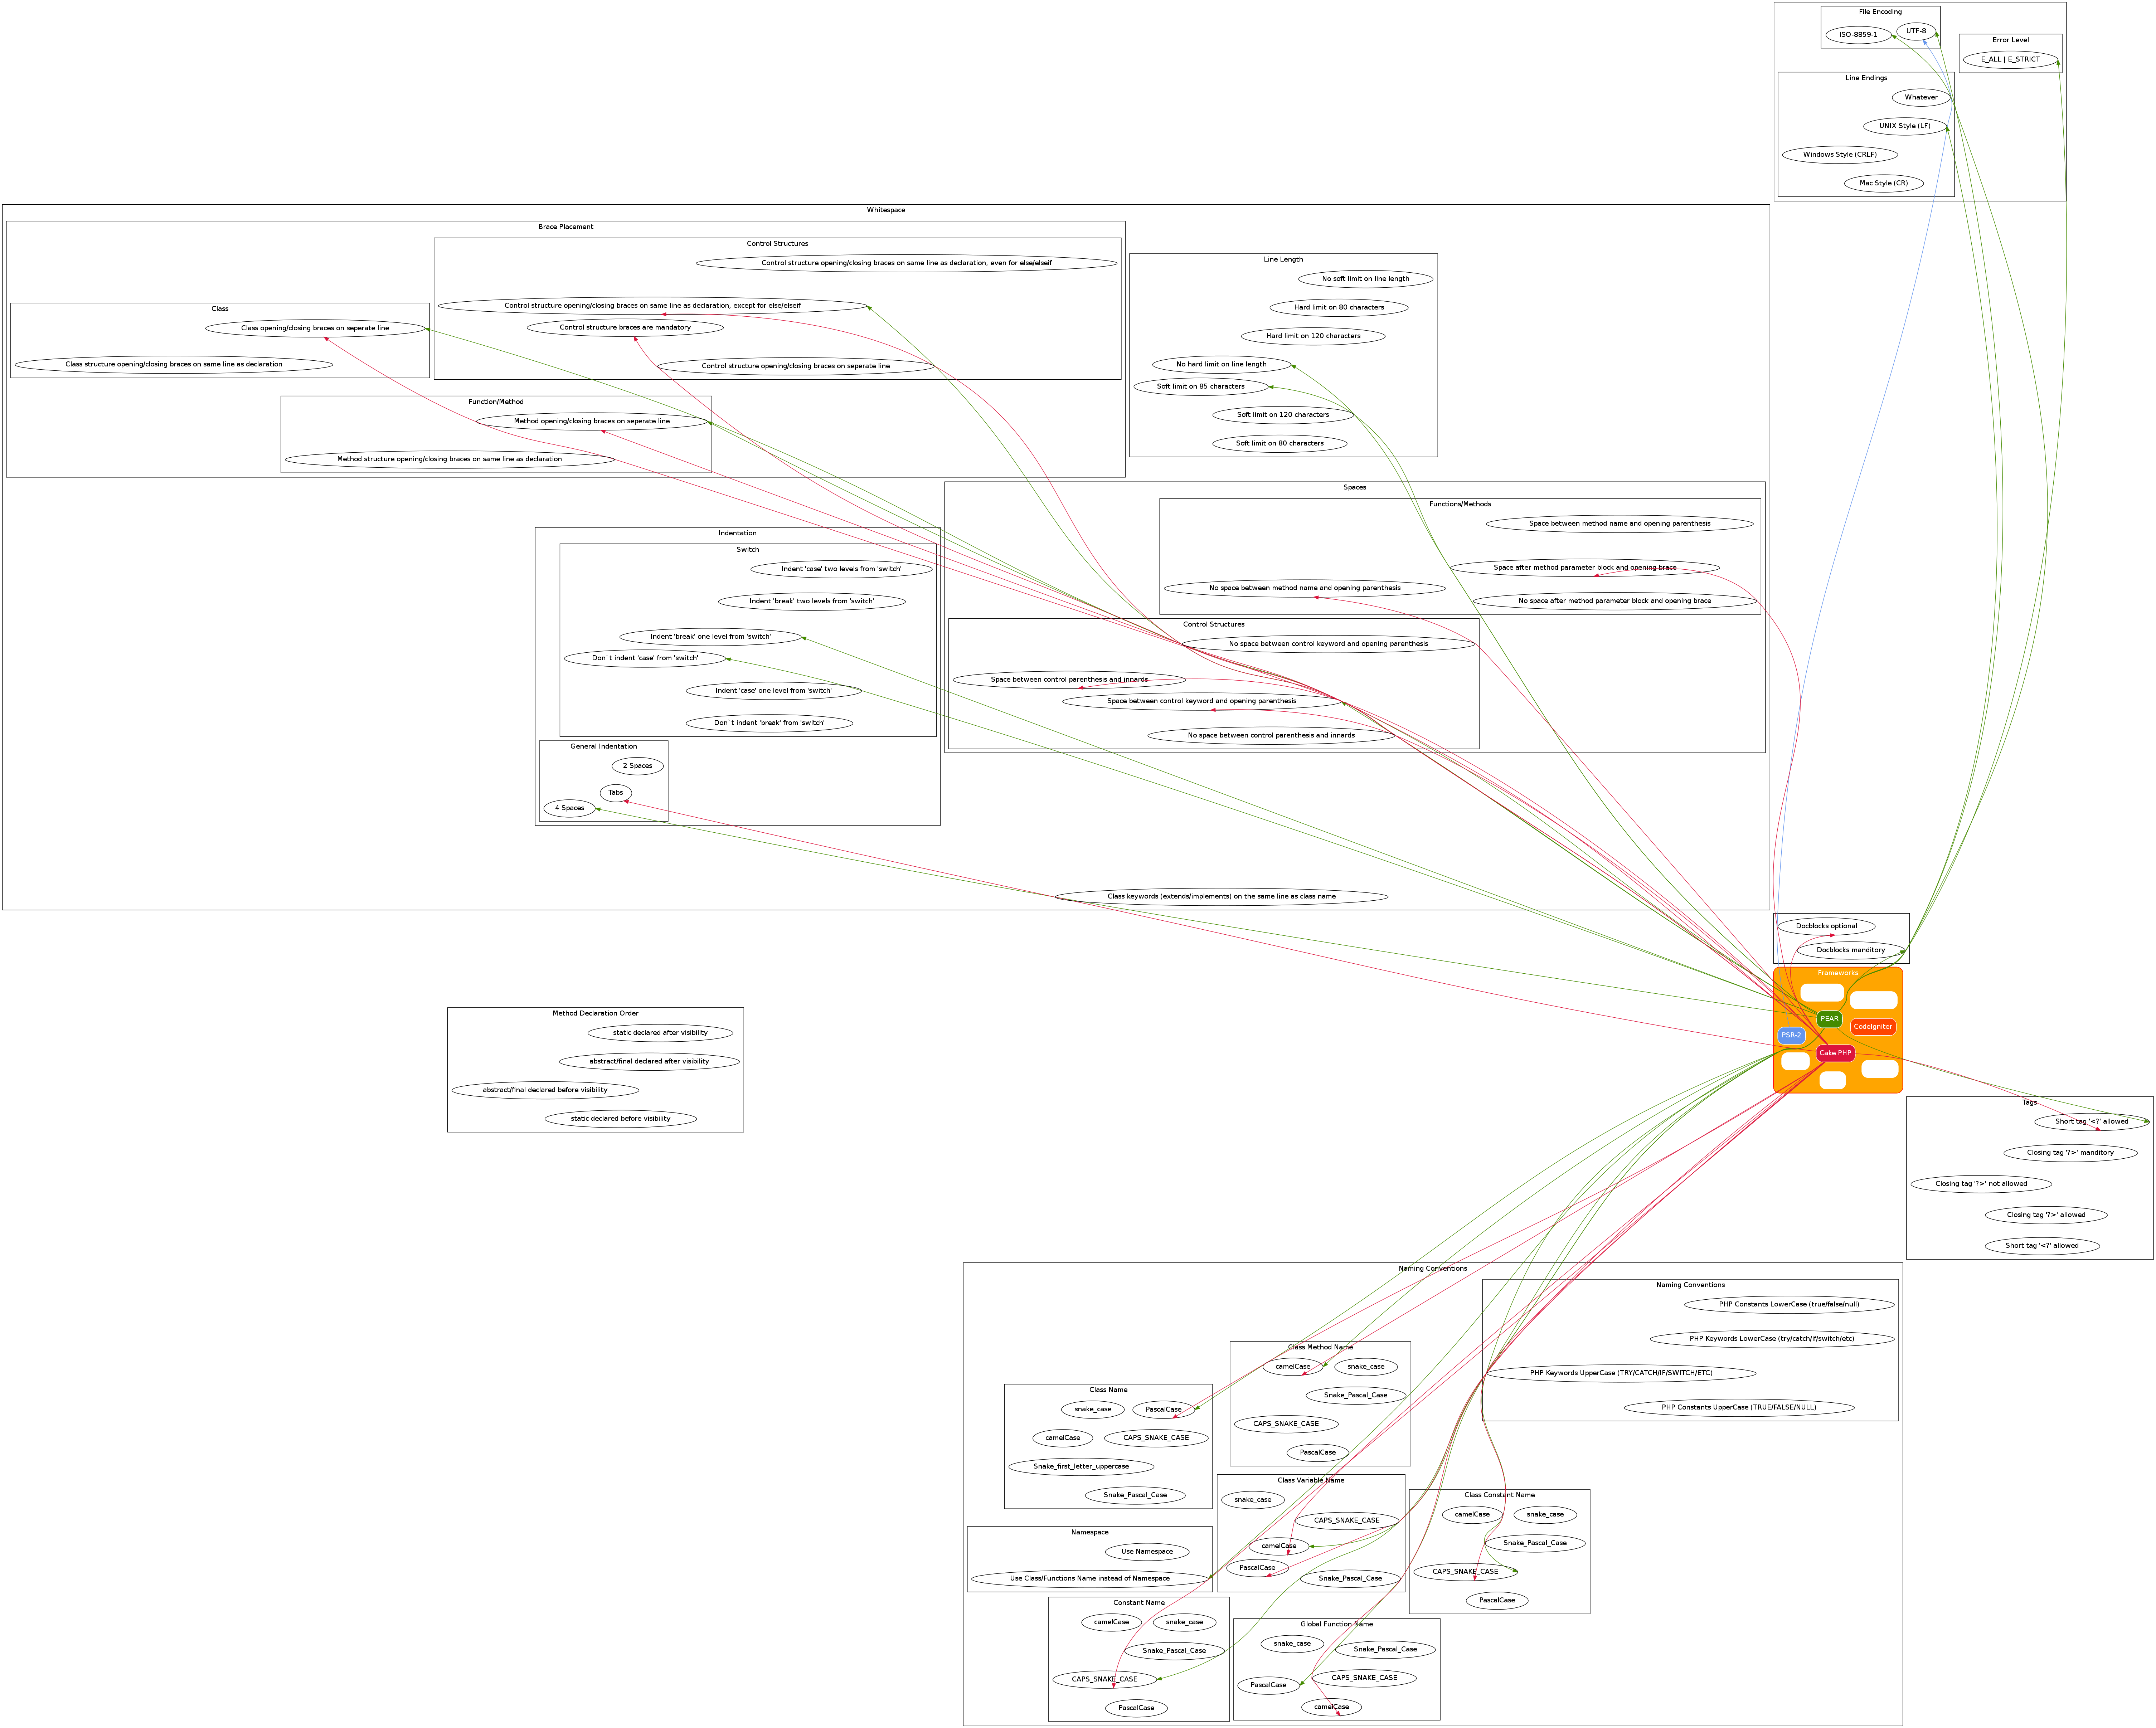 File Encoding
ISO-8859-1
UTF-8
Error Level
E_ALL | E_STRICT
Line Endings
Whatever
UNIX Style (LF)
Windows Style (CRLF)
Mac Style (CR)
Whitespace
Brace Placement
Control Structures
Control structure opening/closing braces on same line as declaration, even for else/elseif
Control structure opening/closing braces on same line as declaration, except for else/elseif
Control structure braces are mandatory
Control structure opening/closing braces on seperate line
Class
Class opening/closing braces on seperate line
Class structure opening/closing braces on same line as declaration
Function/Method
Method opening/closing braces on seperate line
Method structure opening/closing braces on same line as declaration
Line Length
No soft limit on line length
Hard limit on 80 characters
Hard limit on 120 characters
No hard limit on line length
Soft limit on 85 characters
Soft limit on 120 characters
Soft limit on 80 characters
Spaces
Functions/Methods
Space between method name and opening parenthesis
Space after method parameter block and opening brace
No space between method name and opening parenthesis
No space after method parameter block and opening brace
Control Structures
No space between control keyword and opening parenthesis
Space between control parenthesis and innards
Space between control keyword and opening parenthesis
No space between control parenthesis and innards
Indentation
Switch
Indent 'case' two levels from 'switch'
Indent 'break' two levels from 'switch'
Indent 'break' one level from 'switch'
Don`t indent 'case' from 'switch'
Indent 'case' one level from 'switch'
Don`t indent 'break' from 'switch'
General Indentation
2 Spaces
Tabs
4 Spaces
Class keywords (extends/implements) on the same line as class name
Docblocks optional
Docblocks manditory
Frameworks
PEAR
CodeIgniter
PSR-2
Cake PHP
Method Declaration Order
static declared after visibility
abstract/final declared after visibility
abstract/final declared before visibility
static declared before visibility
Tags
Short tag '<?' allowed
Closing tag '?>' manditory
Closing tag '?>' not allowed
Closing tag '?>' allowed
Short tag '<?' allowed
Naming Conventions
Naming Conventions
PHP Constants LowerCase (true/false/null)
PHP Keywords LowerCase (try/catch/if/switch/etc)
PHP Keywords UpperCase (TRY/CATCH/IF/SWITCH/ETC)
PHP Constants UpperCase (TRUE/FALSE/NULL)
Class Method Name
camelCase
snake_case
Snake_Pascal_Case
CAPS_SNAKE_CASE
PascalCase
Class Name
snake_case
PascalCase
camelCase
CAPS_SNAKE_CASE
Snake_first_letter_uppercase
Snake_Pascal_Case
Class Variable Name
snake_case
CAPS_SNAKE_CASE
camelCase
PascalCase
Snake_Pascal_Case
Class Constant Name
camelCase
snake_case
Snake_Pascal_Case
CAPS_SNAKE_CASE
PascalCase
Namespace
Use Namespace
Use Class/Functions Name instead of Namespace
Constant Name
camelCase
snake_case
Snake_Pascal_Case
CAPS_SNAKE_CASE
PascalCase
Global Function Name
snake_case
Snake_Pascal_Case
CAPS_SNAKE_CASE
PascalCase
camelCase